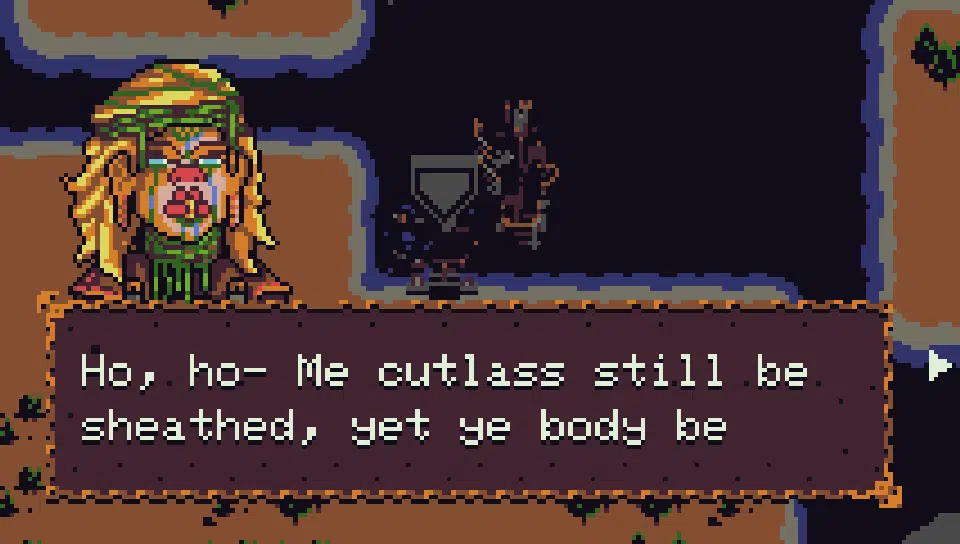 Ho, ho- Me cutlass still be
sheathed, yet ye body be